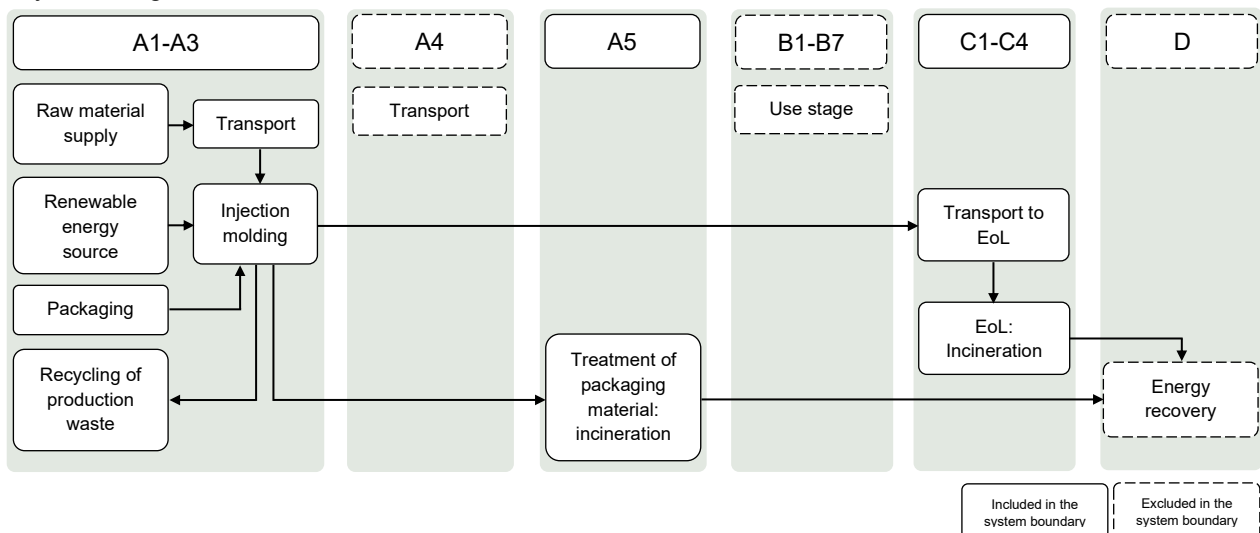 A1-A3
A4
A5
B1-B7
C1-C4
D
Raw material
supply
Transport
Transport
Use stage
Renewable
energy
source
Injection
molding
Transport to
EoL
Packaging
EoL:
Incineration
Recycling of
production
waste
Treatment of
packaging
material:
incineration
Energy
recovery
Included in the
system boundary
Excluded in the
system boundary